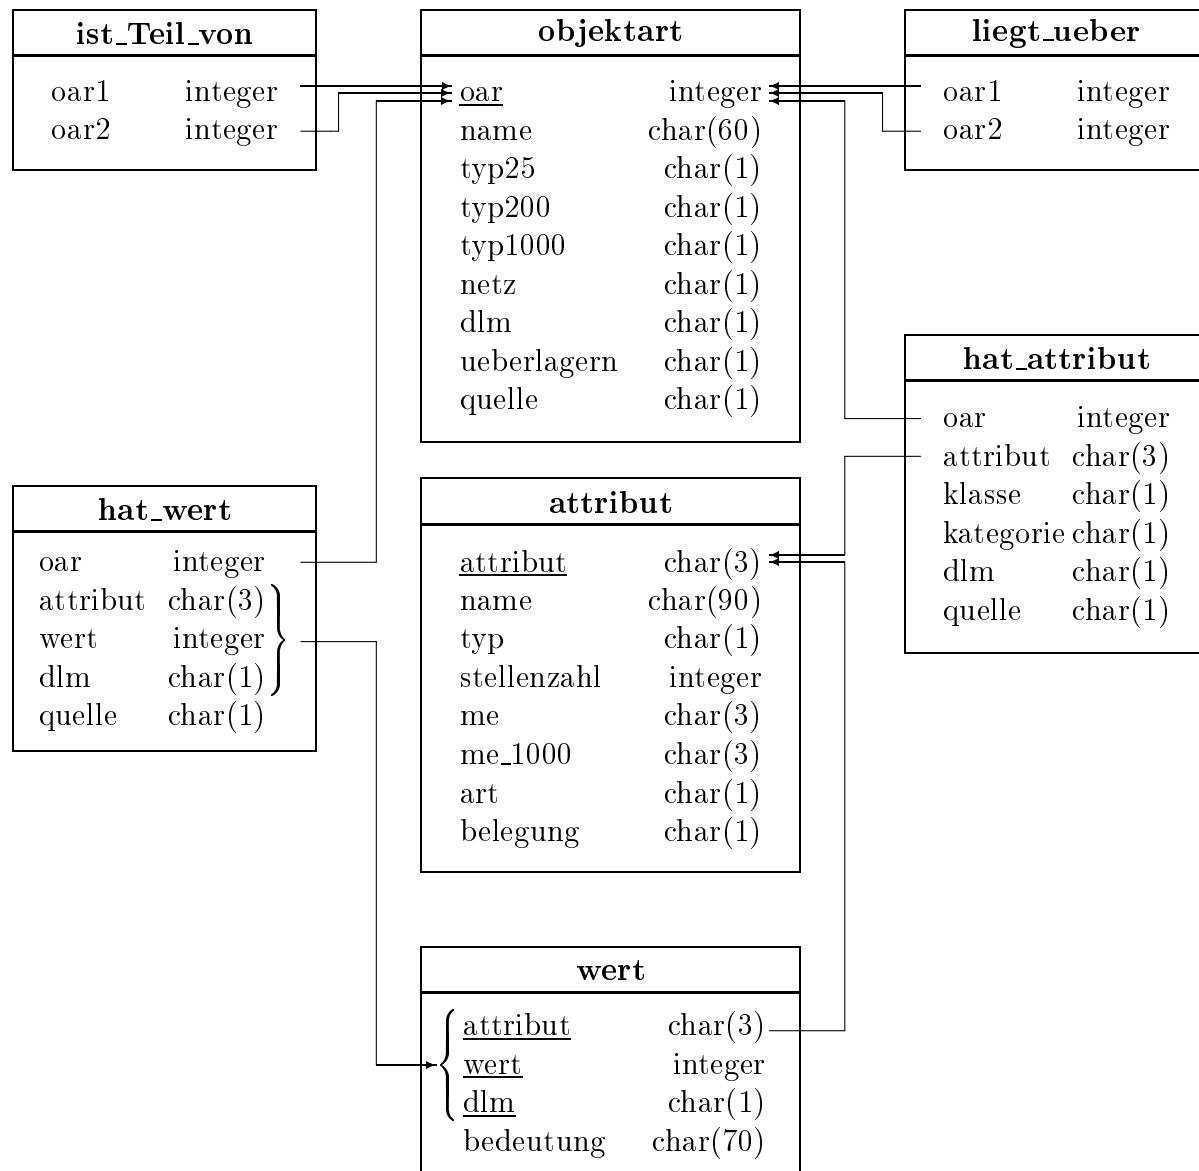 ist_Teil_von
oar1 integer
oar2 integer
objektart
oar integer
name char(60)
typ25 char(1)
typ200 char(1)
typ1000 char(1)
netz char(1)
dlm char(1)
ueberlagern char(1)
quelle char(1)
liegt_ueber
oar1 integer
oar2 integer
hat_attribut
oar integer
attribut char(3)
klasse char(1)
kategorie char(1)
dlm char(1)
quelle char(1)
hat_wert
oar integer
attribut char(3)
wert integer
dlm char(1)
quelle char(1)
attribut
attribut char(3)
name char(90)
typ char(1)
stellenzahl integer
me char(3)
me_1000 char(3)
art char(1)
belegung char(1)
wert
attribut char(3)
wert integer
dlm char(1)
bedeutung char(70)